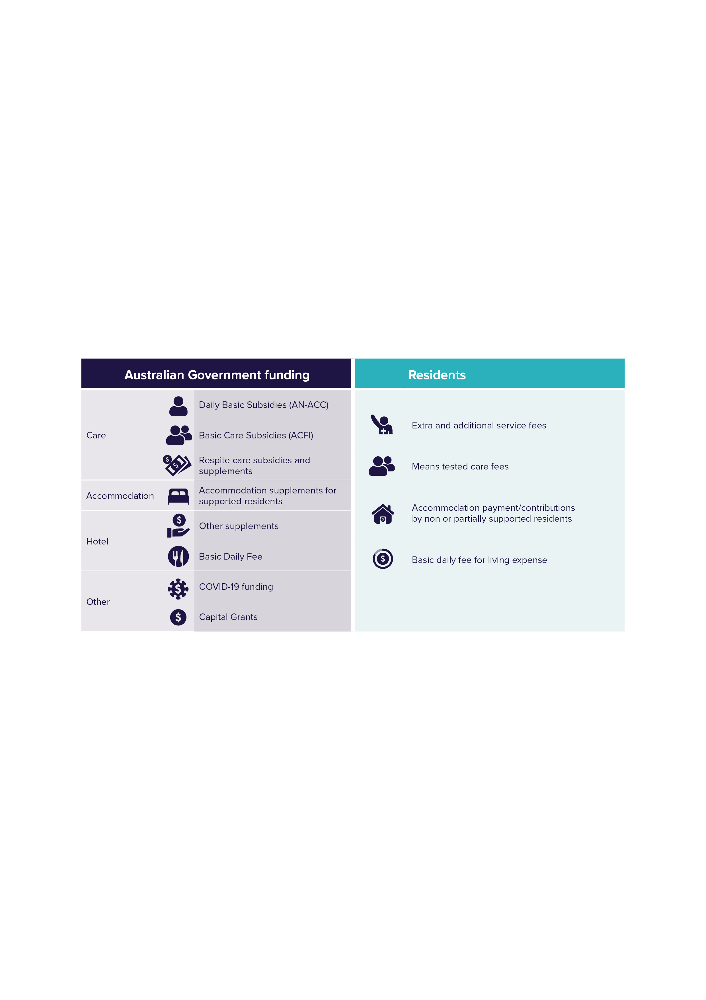 Australian Government funding
Care
Daily Basic Subsidies (AN-ACC)
Basic Care Subsidies (ACFI)
Respite care subsidies and
supplements
Accommodation
Accommodation supplements for
supported residents
Hotel
Other supplements
Basic Daily Fee
Other
COVID-19 funding
Capital Grants
Residents
Extra and additional service fees
Means tested care fees
Accommodation payment/contributions
by non or partially supported residents
Basic daily fee for living expense